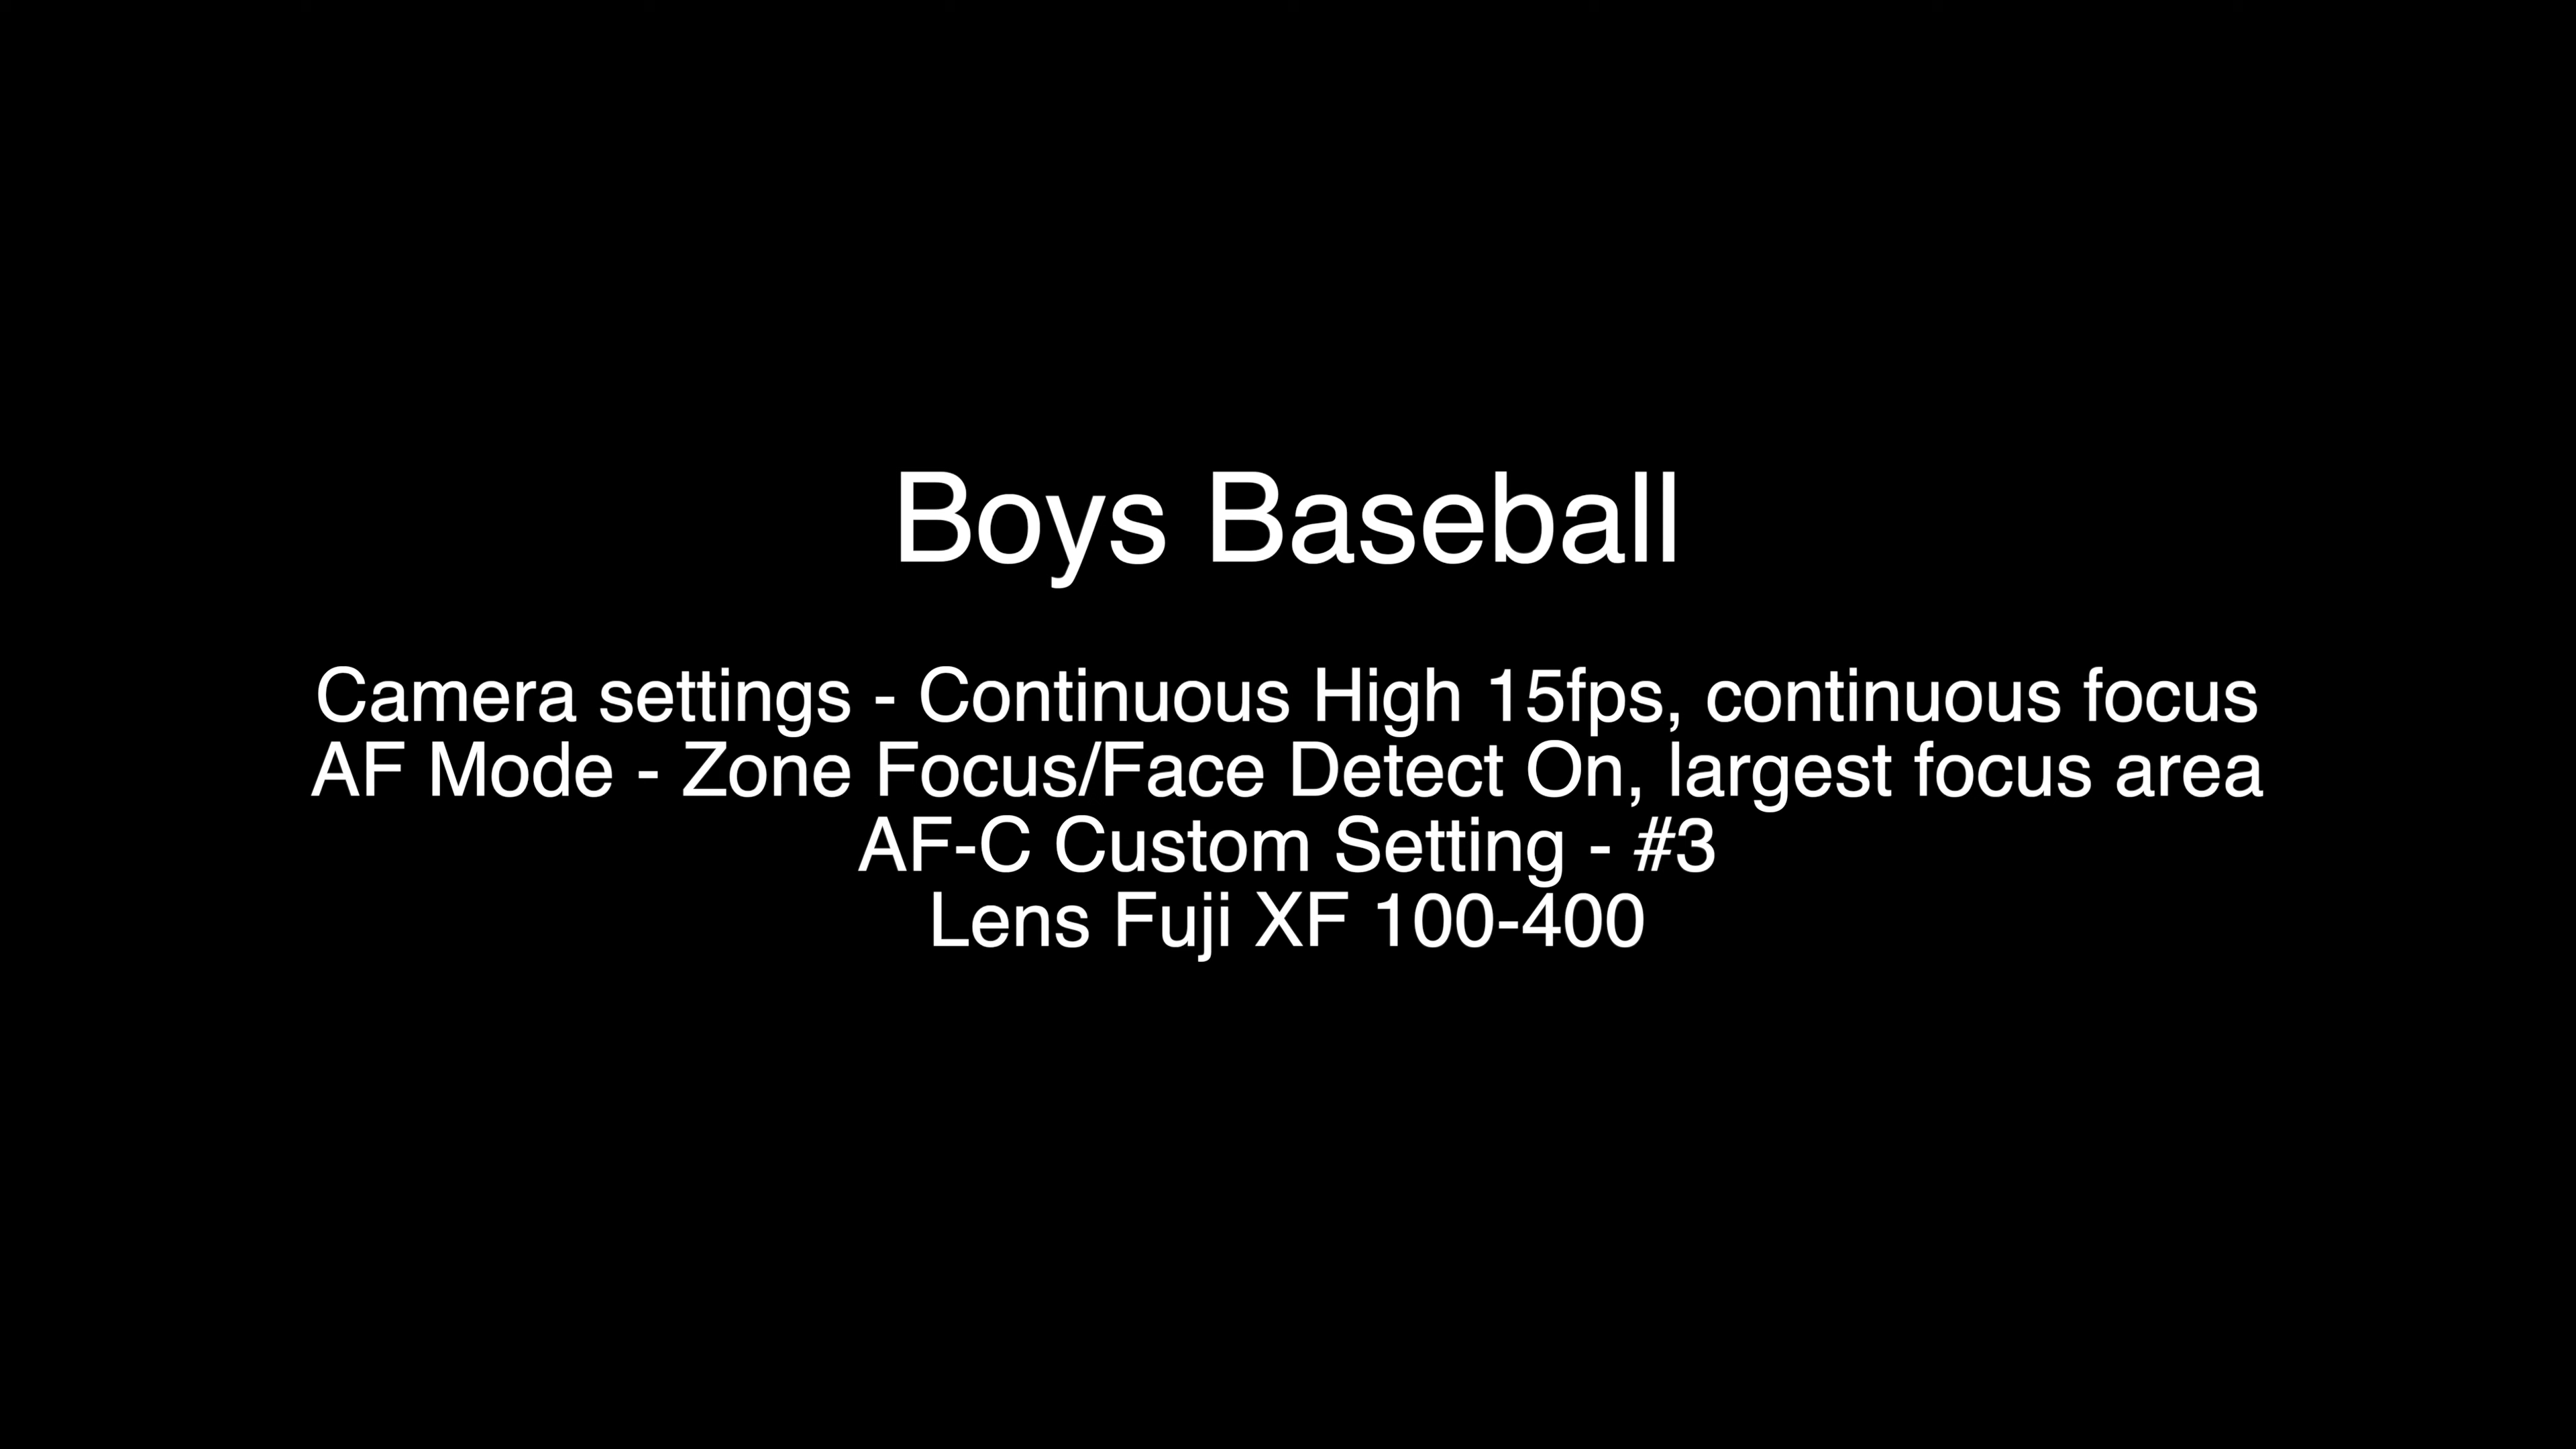 Boys Baseball
Camera settings - Continuous High 15fps, continuous focus
AF Mode - Zone Focus/Face Detect On, largest focus area
AF-C Custom Setting - #3
Lens Fuji XF 100-400